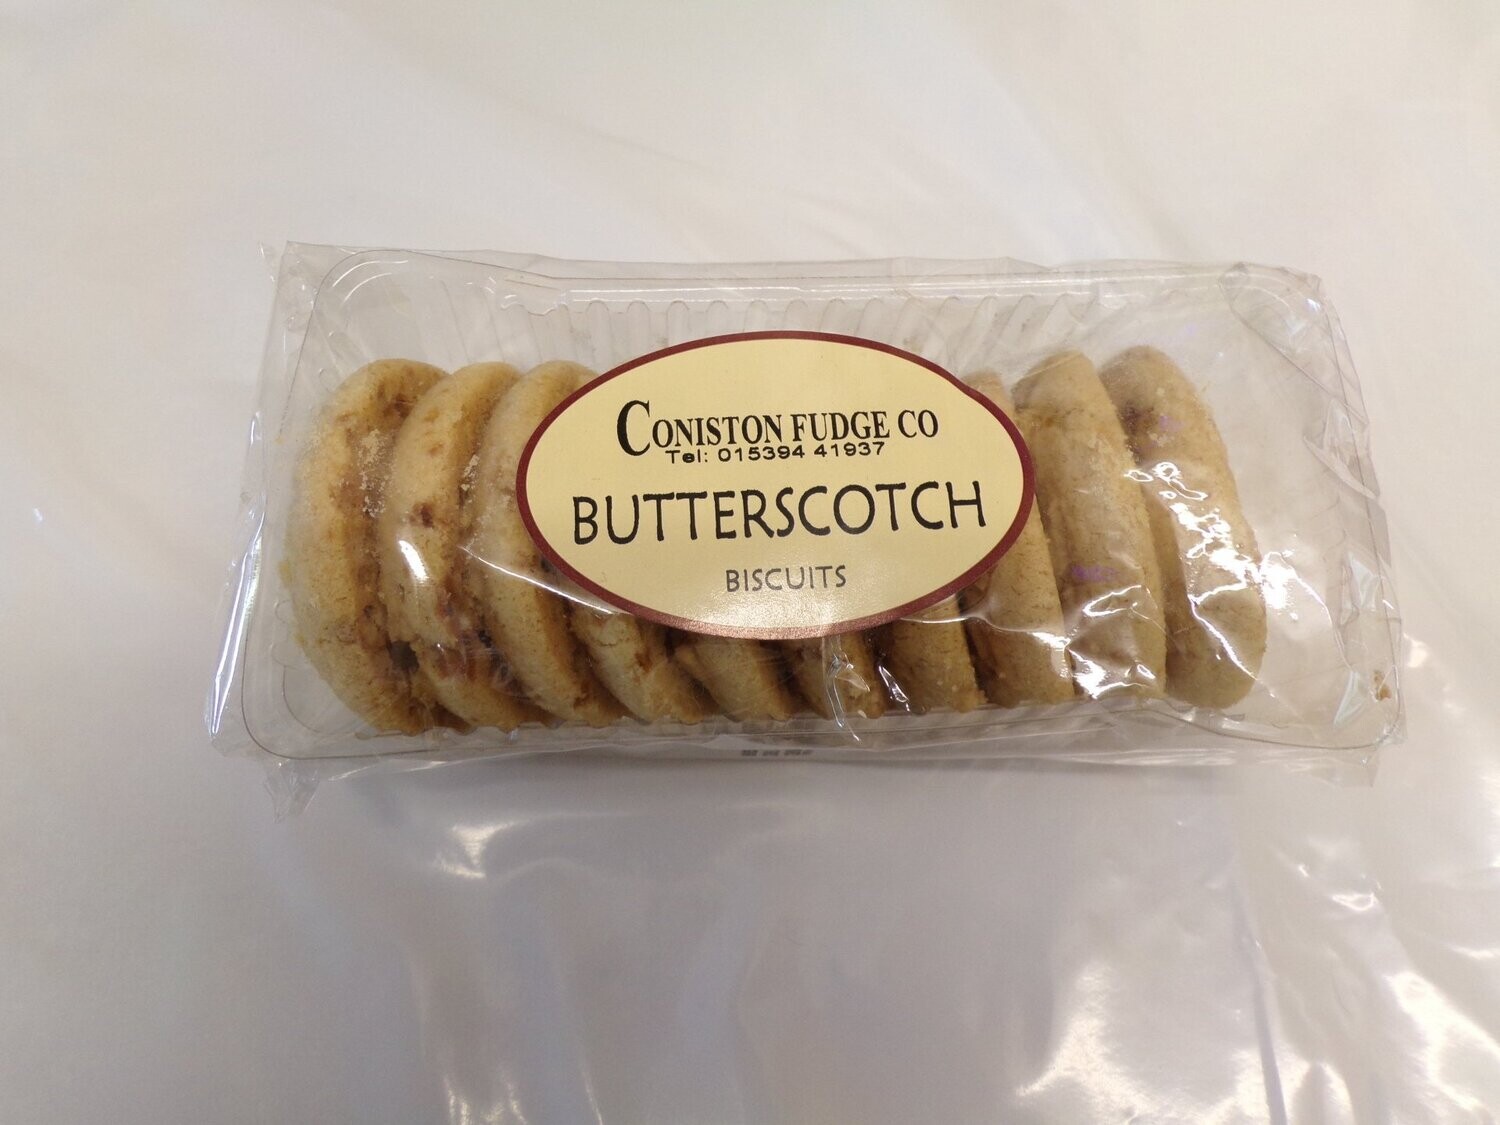 CONISTON FUDGE CO
Tel: 015394 41937
BUTTERSCOTCH
BISCUITS